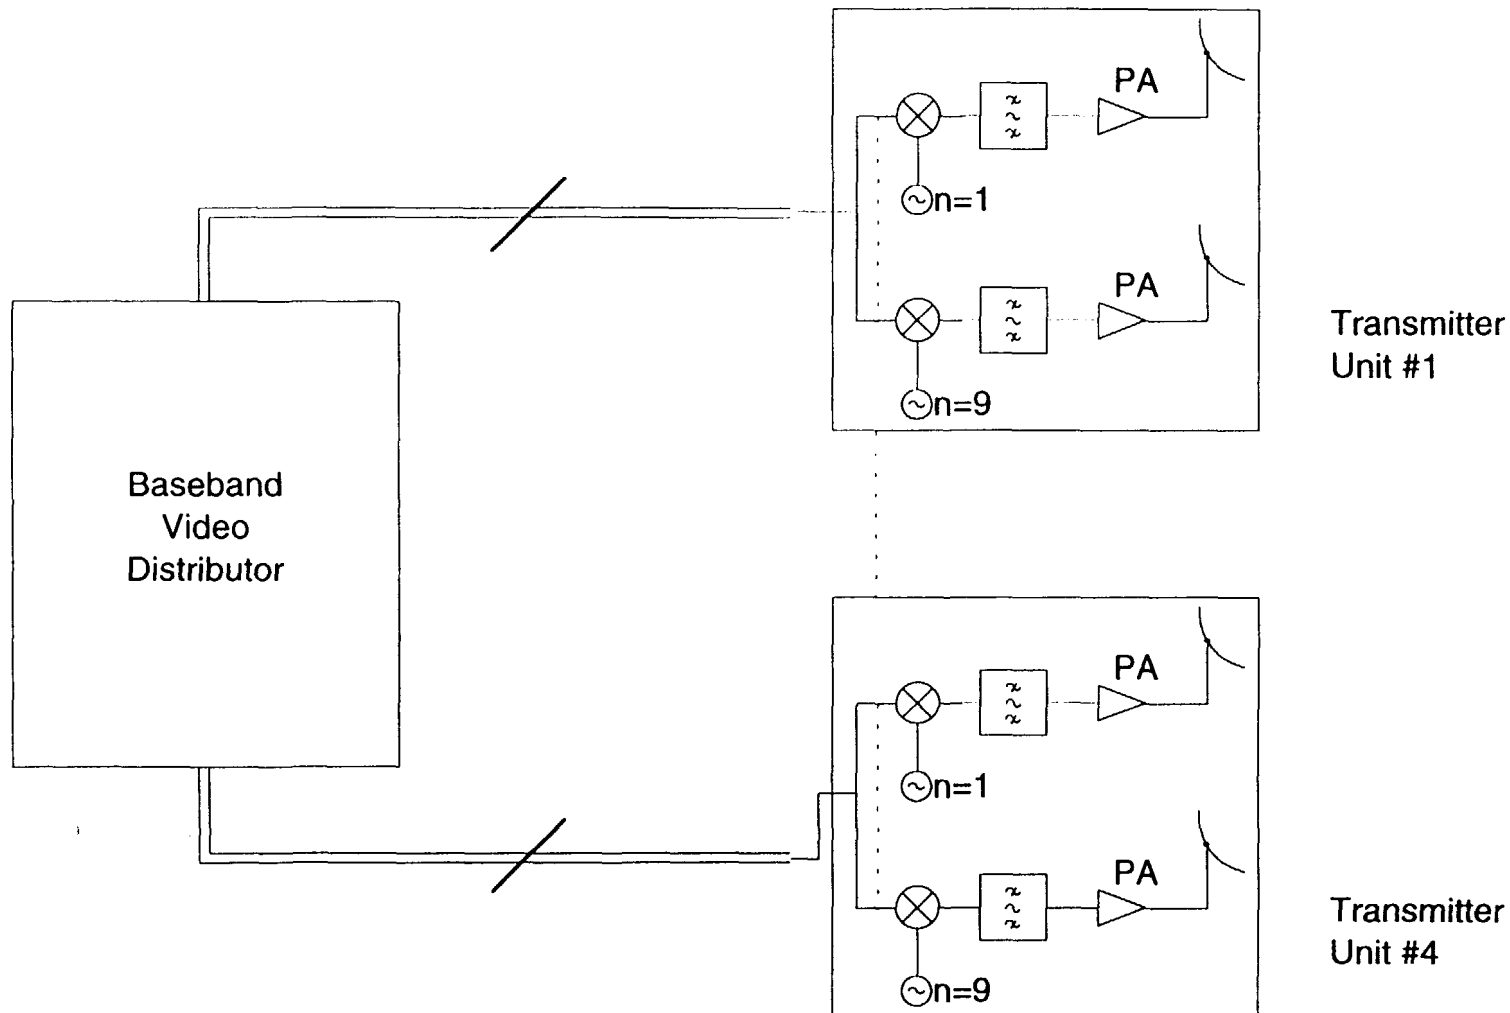 PA
n=1
PA
n=9
Transmitter
Unit #1
Baseband
Video
Distributor
PA
n=1
PA
n=9
Transmitter
Unit #4